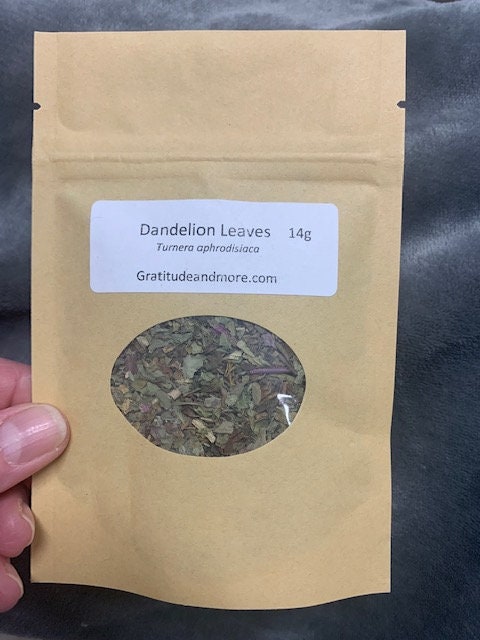 Dandelion Leaves 14g
Turnera aphrodisiaca
Gratitudeandmore.com